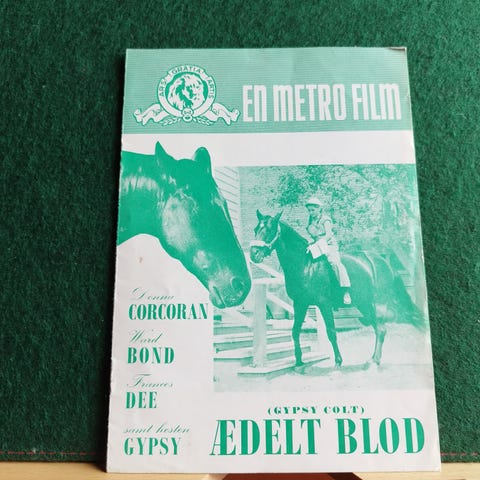 ARS GRATIA ARTIS
EN METRO FILM
Donna
CORCORAN
Ward
BOND
Frances
DEE
samt hesten
GYPSY
(GYPSY COLT)
ÆDELT BLOD